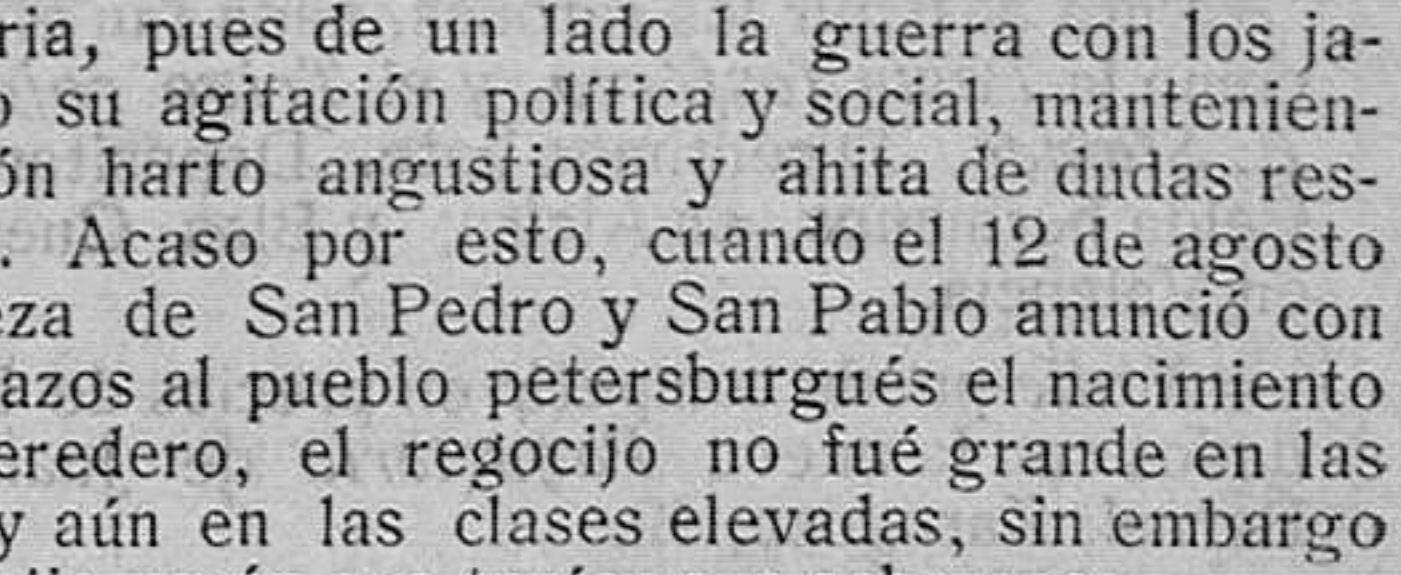 ria, pues de un lado la guerra con los ja-
o su agitación política y social, mantenien-
ón harto angustiosa y ahita de dudas res-
. Acaso por esto, cuando el 12 de agosto
eza de San Pedro y San Pablo anunció con
azos al pueblo petersburgués el nacimiento
eredero, el regocijo no fué grande en las
y aún en las clases elevadas, sin embargo